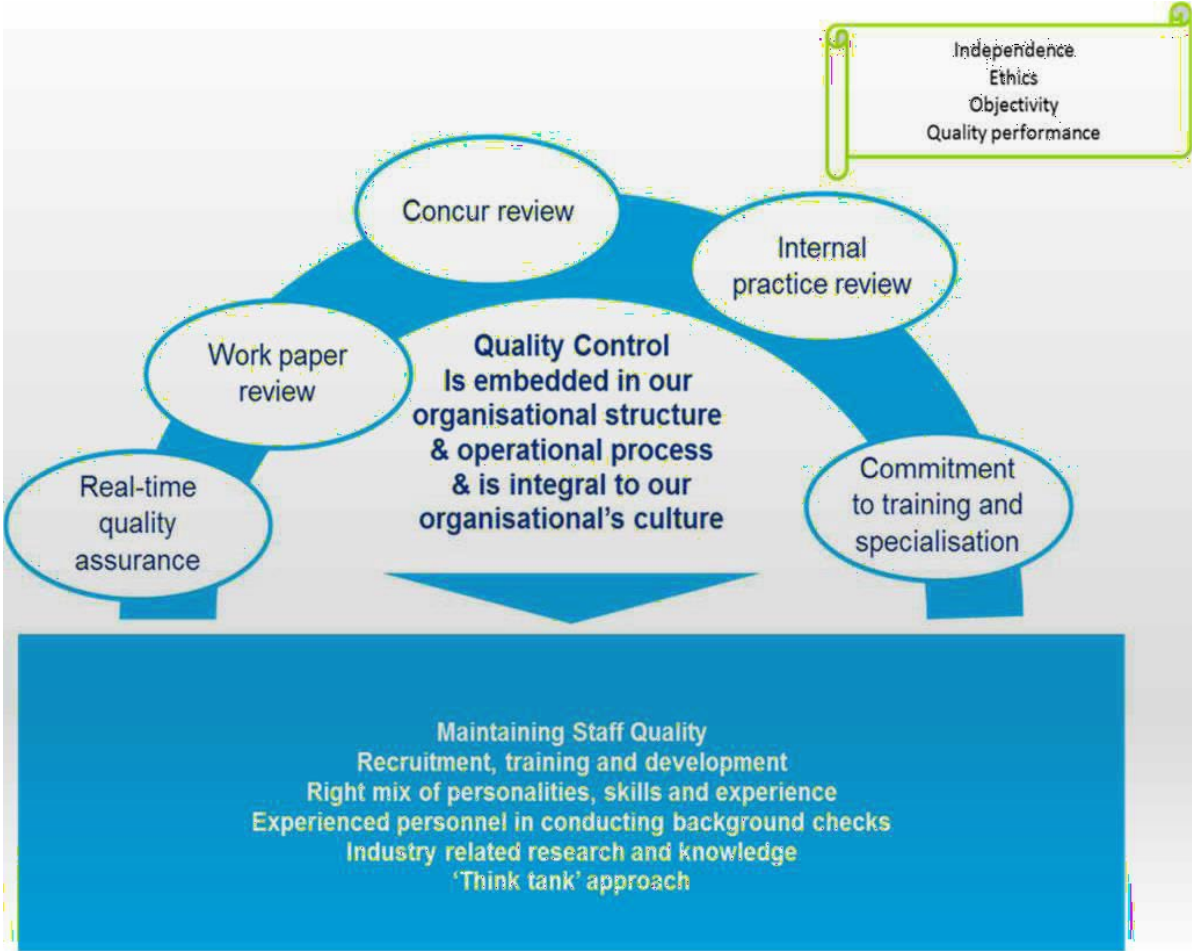 Independence
Ethics
Objectivity
Quality performance
Concur review
Internal
practice review
Work paper
review
Quality Control
Is embedded in our
organisational structure
& operational process
& is integral to our
organisational's culture
Real-time
quality
assurance
Commitment
to training and
specialisation
Maintaining Staff Quality
Recruitment, training and development
Right mix of personalities, skills and experience
Experienced personnel in conducting background checks
Industry related research and knowledge
‘Think tank’ approach